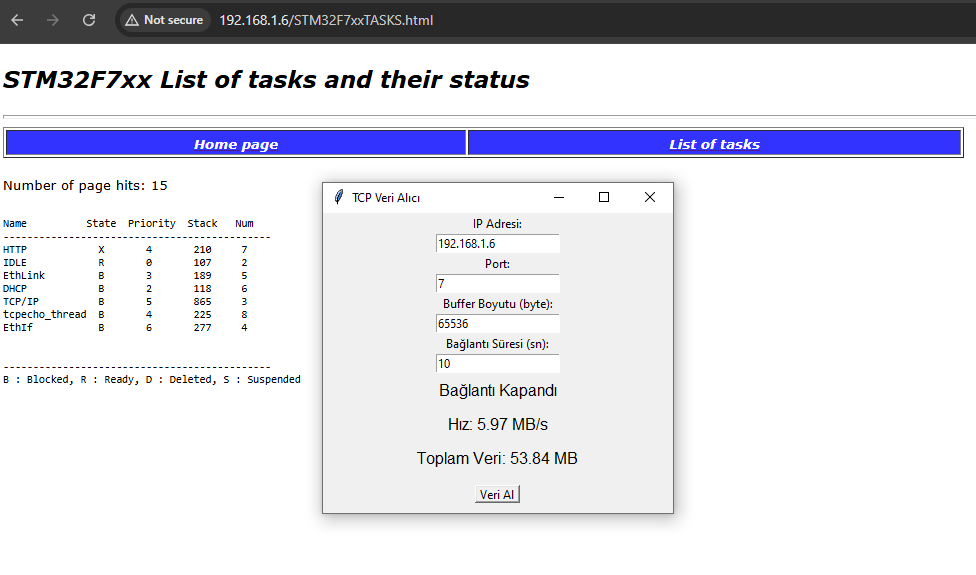 Not secure 192.168.1.6/STM32F7xxTASKS.html
STM32F7xx List of tasks and their status
Home page List of tasks
Number of page hits: 15
Name State Priority Stack Num
---------------------------------------------
HTTP X 4 210 7
IDLE R 0 107 2
EthLink B 3 189 5
DHCP B 2 118 6
TCP/IP B 5 865 3
tcpecho_thread B 4 225 8
EthIf B 6 277 4
---------------------------------------------
B : Blocked, R : Ready, D : Deleted, S : Suspended
TCP Veri Alıcı
IP Adresi:
192.168.1.6
Port:
7
Buffer Boyutu (byte):
65536
Bağlantı Süresi (sn):
10
Bağlantı Kapandı
Hız: 5.97 MB/s
Toplam Veri: 53.84 MB
Veri Al